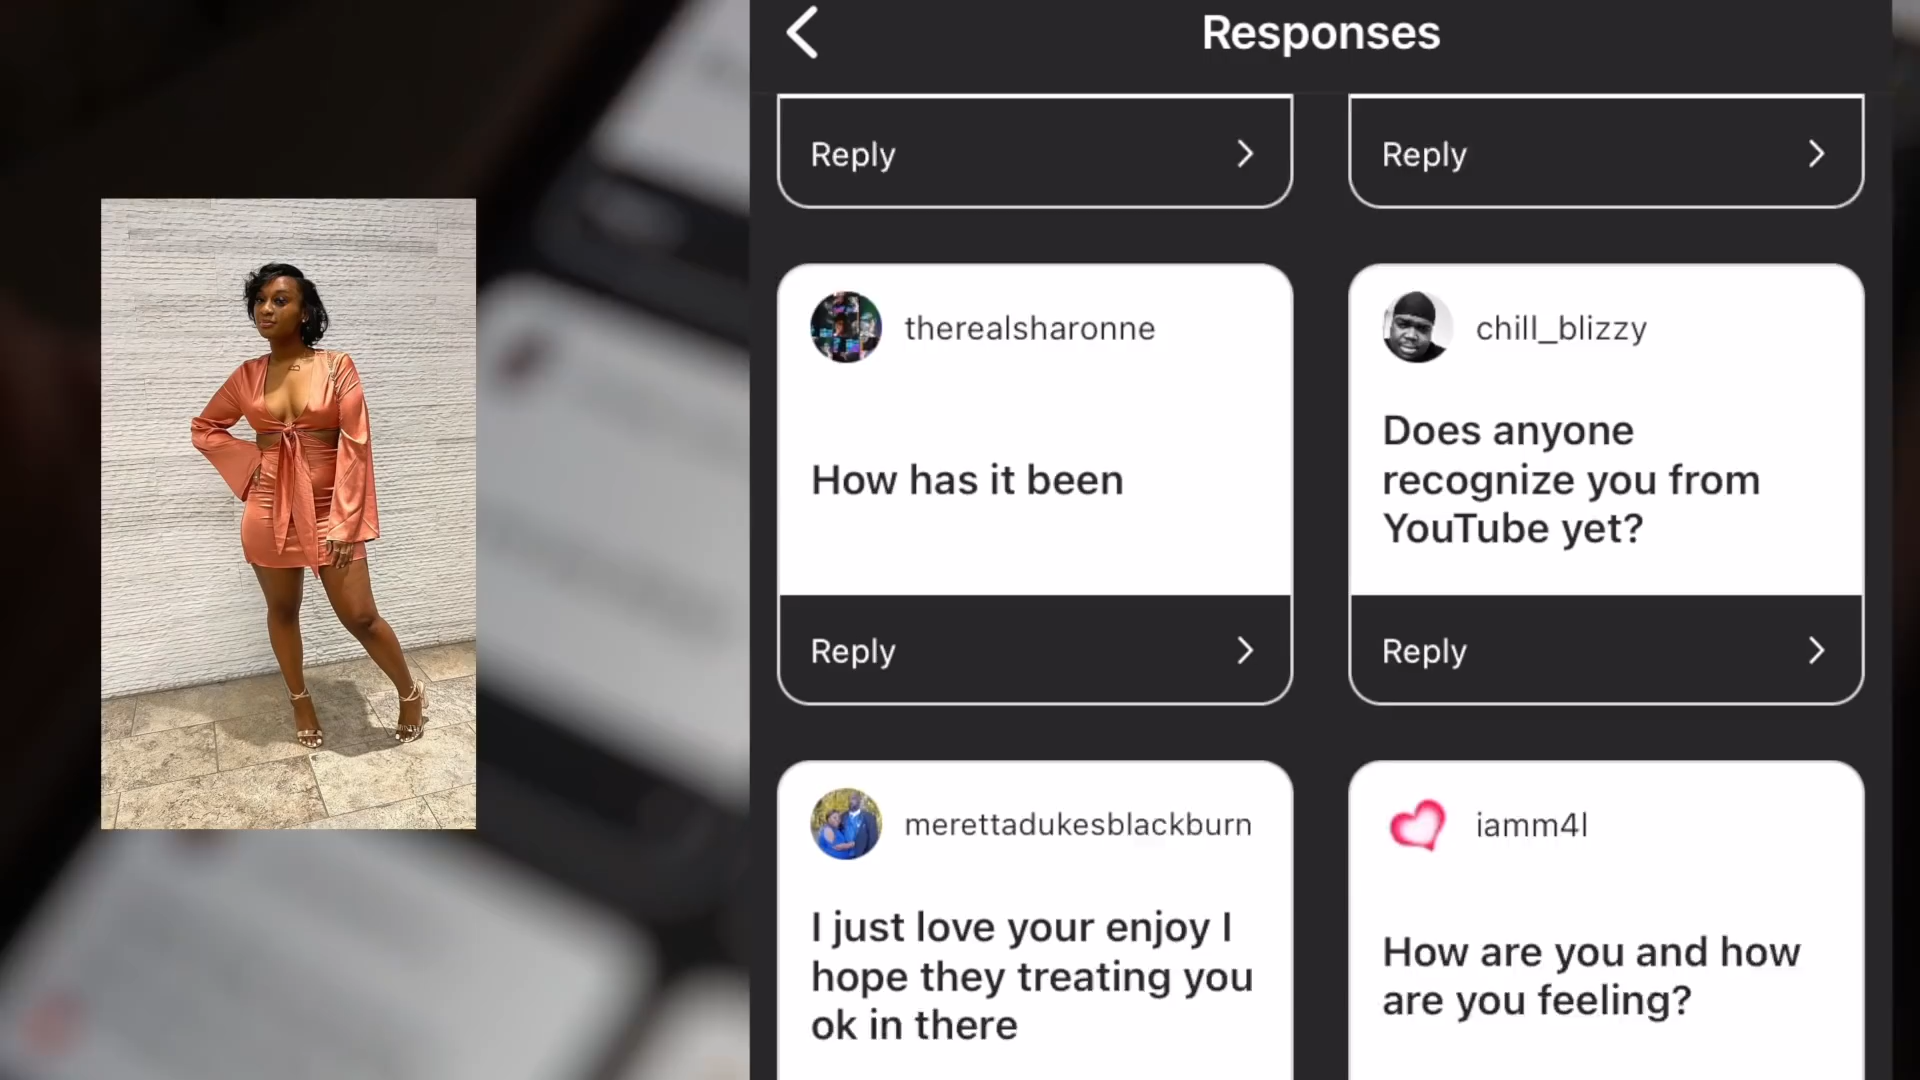 Responses
Reply
Reply
therealsharonne
How has it been
Reply
chill_blizzy
Does anyone
recognize you from
YouTube yet?
Reply
merettadukesblackburn
I just love your enjoy I
hope they treating you
ok in there
iamm4l
How are you and how
are you feeling?